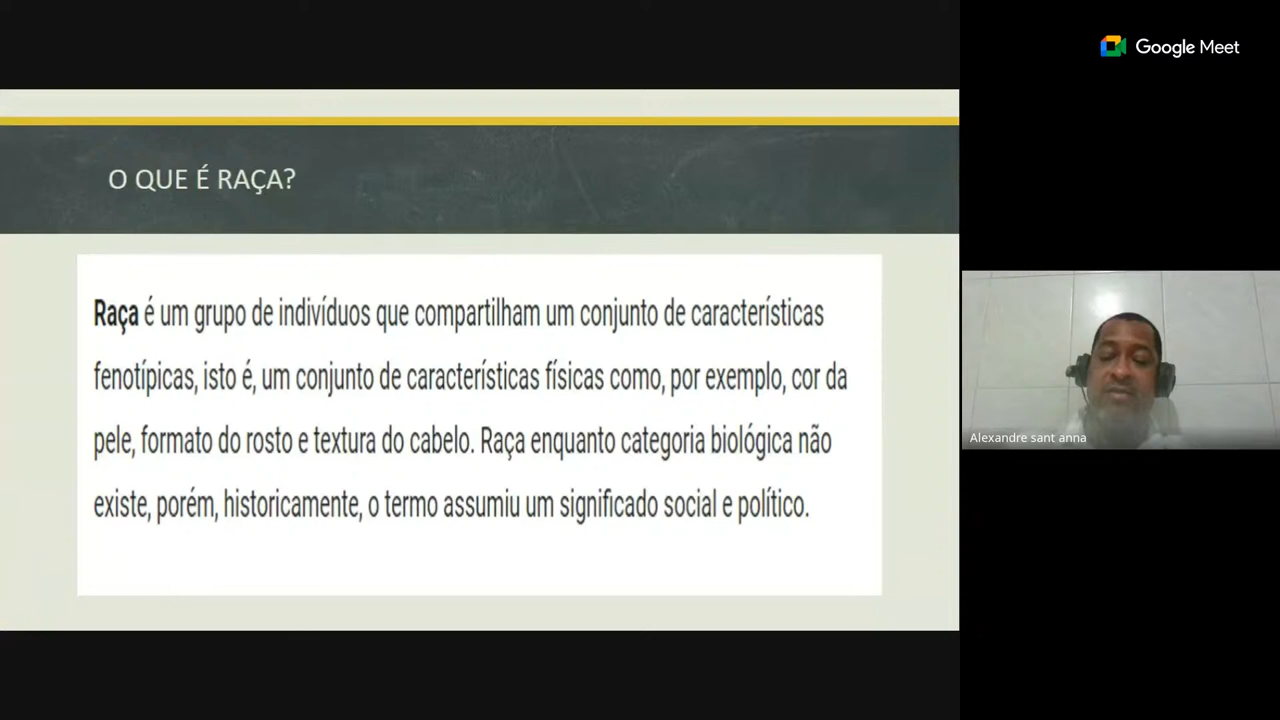 Google Meet
O QUE É RAÇA?
Raça é um grupo de indivíduos que compartilham um conjunto de características
fenotípicas, isto é, um conjunto de características físicas como, por exemplo, cor da
pele, formato do rosto e textura do cabelo. Raça enquanto categoria biológica não
existe, porém, historicamente, o termo assumiu um significado social e político.
Alexandre sant anna